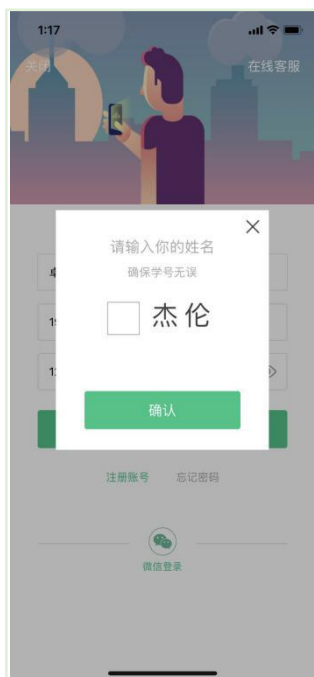 1:17
关闭
在线客服
请输入你的姓名
确保学号无误
杰伦
确认
注册账号 忘记密码
微信登录